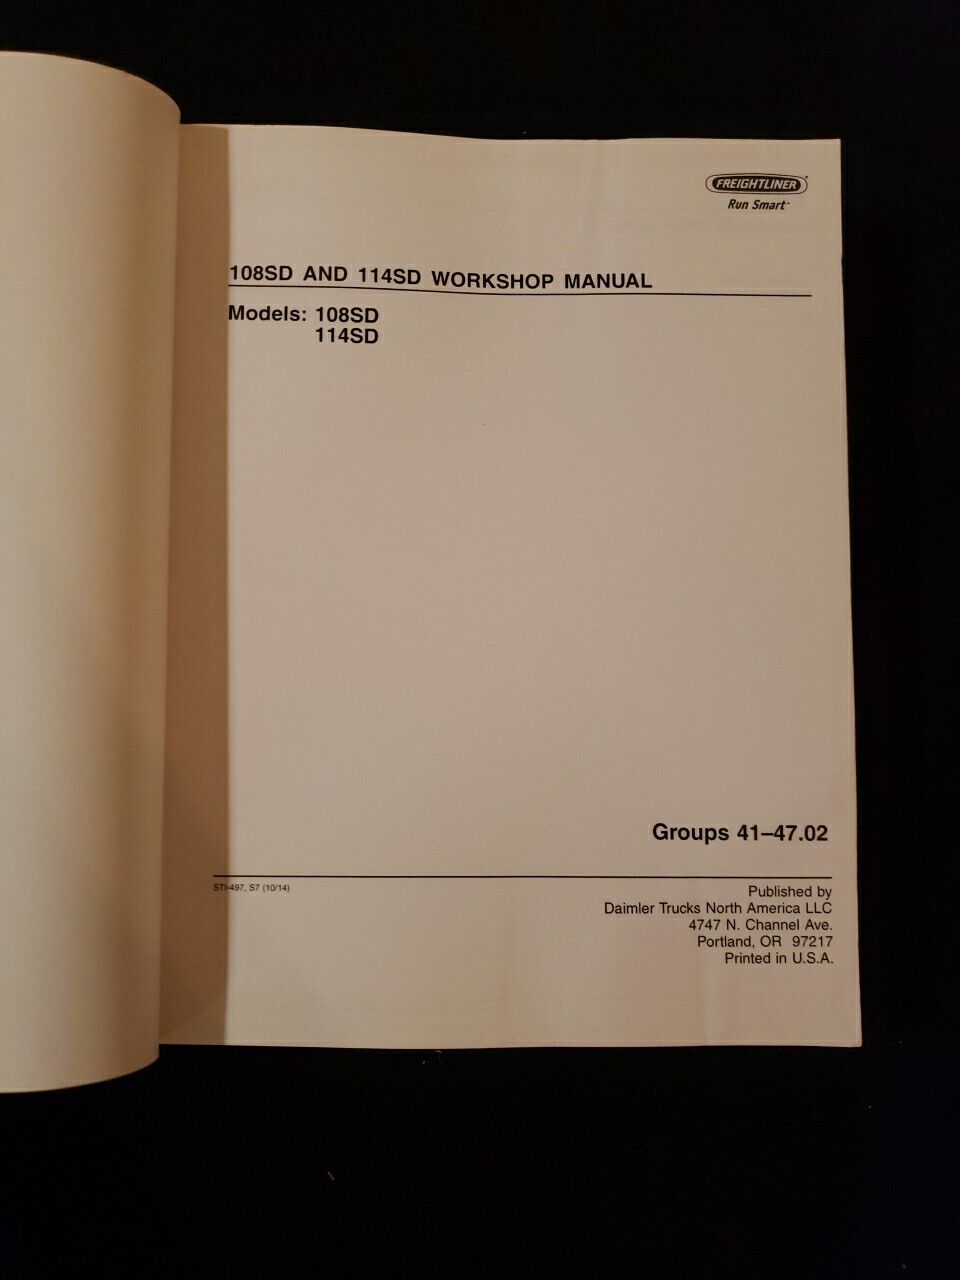 FREIGHTLINER®
Run Smart™
108SD AND 114SD WORKSHOP MANUAL
Models: 108SD
114SD
Groups 41–47.02
STI-497, S7 (10/14)
Published by
Daimler Trucks North America LLC
4747 N. Channel Ave.
Portland, OR 97217
Printed in U.S.A.